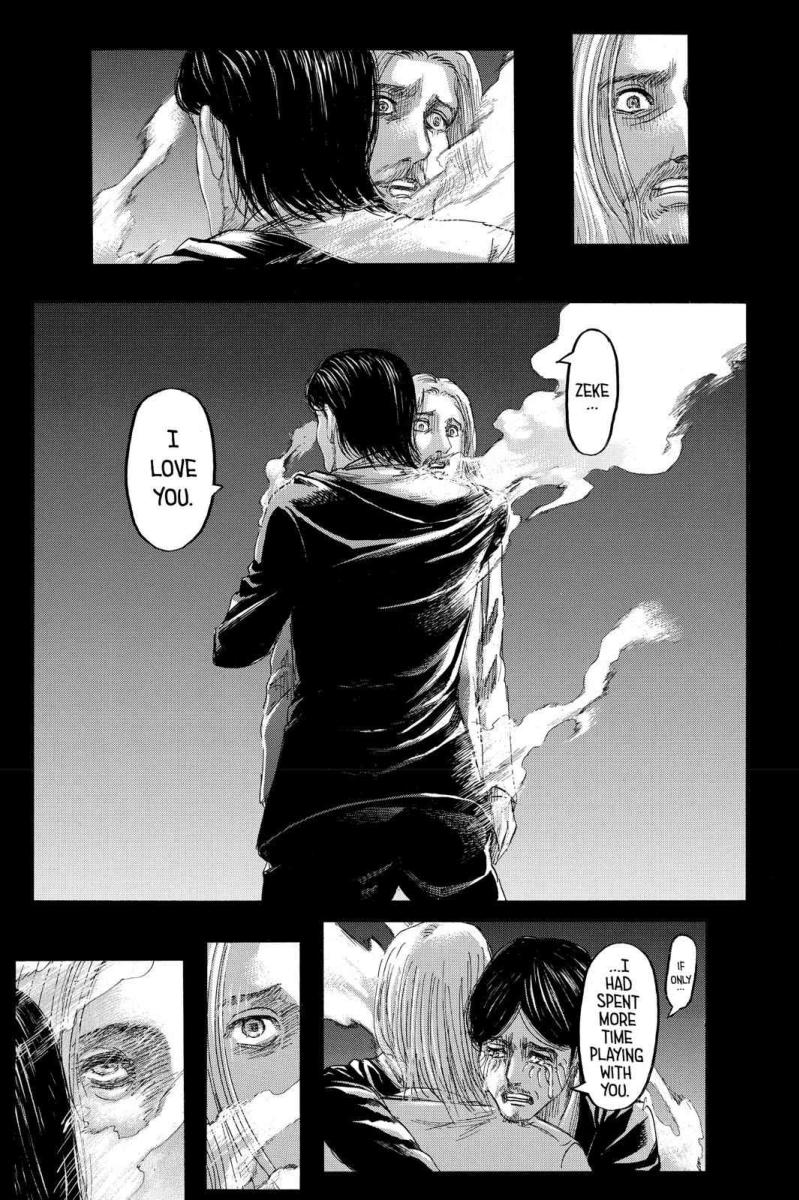 ZEKE
...
I
LOVE
YOU.
IF
ONLY
...
...I
HAD
SPENT
MORE
TIME
PLAYING
WITH
YOU.